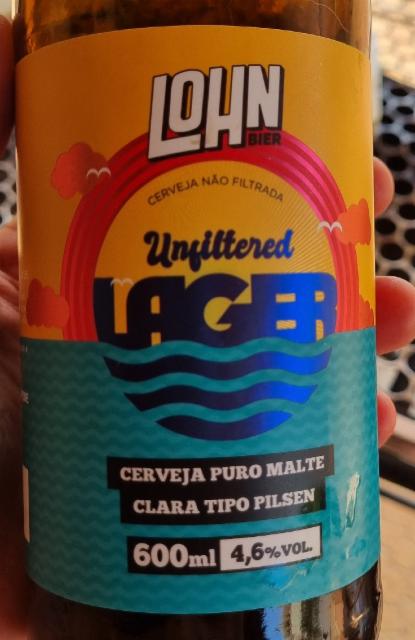 LOHN
BIER
CERVEJA NÃO FILTRADA
Unfiltered
LAGER
CERVEJA PURO MALTE
CLARA TIPO PILSEN
600ml 4,6%VOL.